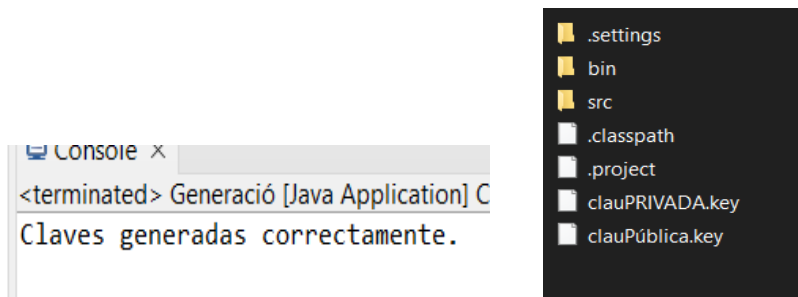 Console ×
<terminated> Generació [Java Application] C
Claves generadas correctamente.
.settings
bin
src
.classpath
.project
clauPRIVADA.key
clauPública.key